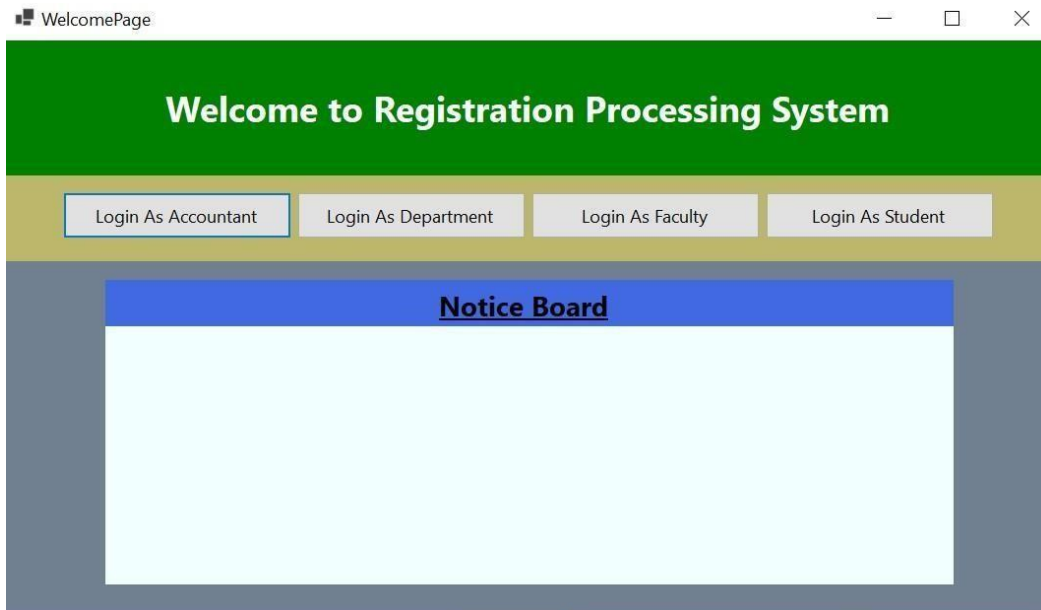 WelcomePage
Welcome to Registration Processing System
Login As Accountant Login As Department Login As Faculty Login As Student
Notice Board